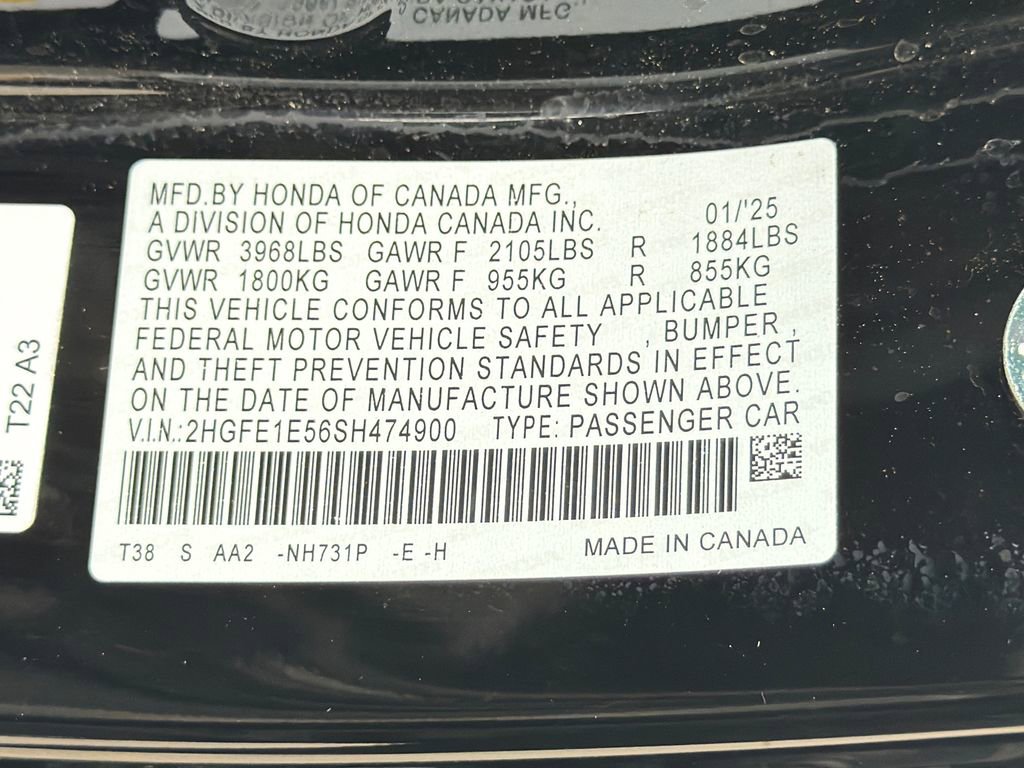 CANADA MFG.
MFD.BY HONDA OF CANADA MFG.,
A DIVISION OF HONDA CANADA INC. 01/'25
GVWR 3968LBS GAWR F 2105LBS R 1884LBS
GVWR 1800KG GAWR F 955KG R 855KG
THIS VEHICLE CONFORMS TO ALL APPLICABLE
FEDERAL MOTOR VEHICLE SAFETY , BUMPER ,
AND THEFT PREVENTION STANDARDS IN EFFECT
ON THE DATE OF MANUFACTURE SHOWN ABOVE.
V.I.N.:2HGFE1E56SH474900 TYPE: PASSENGER CAR
T38 S AA2 -NH731P -E -H MADE IN CANADA
T22 A3